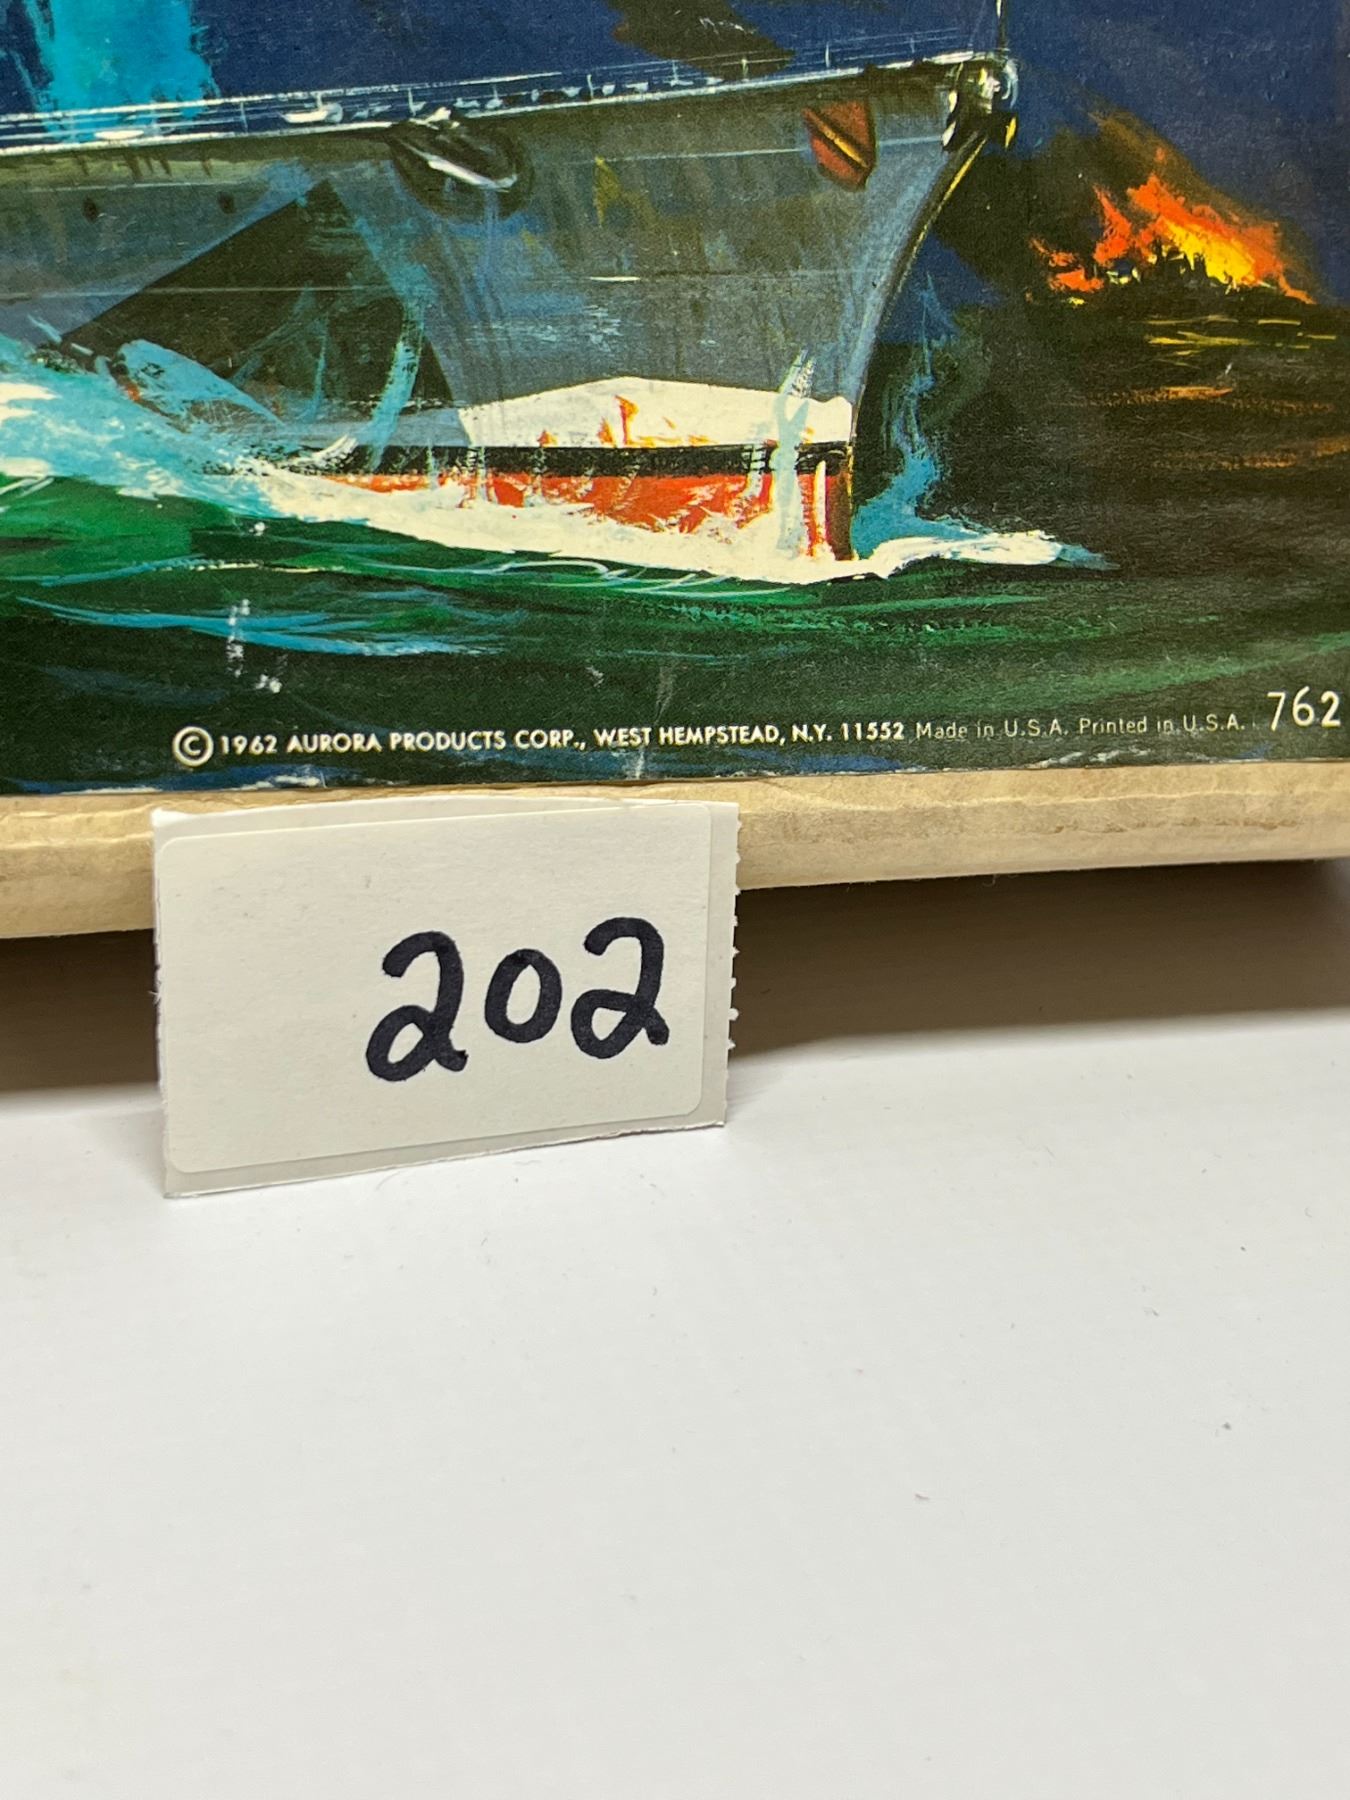 © 1962 AURORA PRODUCTS CORP., WEST HEMPSTEAD, N.Y. 11552 Made in U.S.A. Printed in U.S.A. 762
202